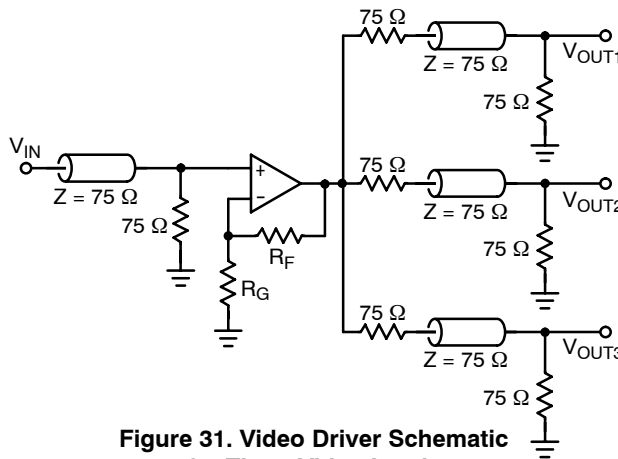 75 Ω
Z = 75 Ω
VOUT1
75 Ω
VIN
Z = 75 Ω
75 Ω
+
−
RF
RG
75 Ω
Z = 75 Ω
VOUT2
75 Ω
75 Ω
Z = 75 Ω
VOUT3
75 Ω
Figure 31. Video Driver Schematic